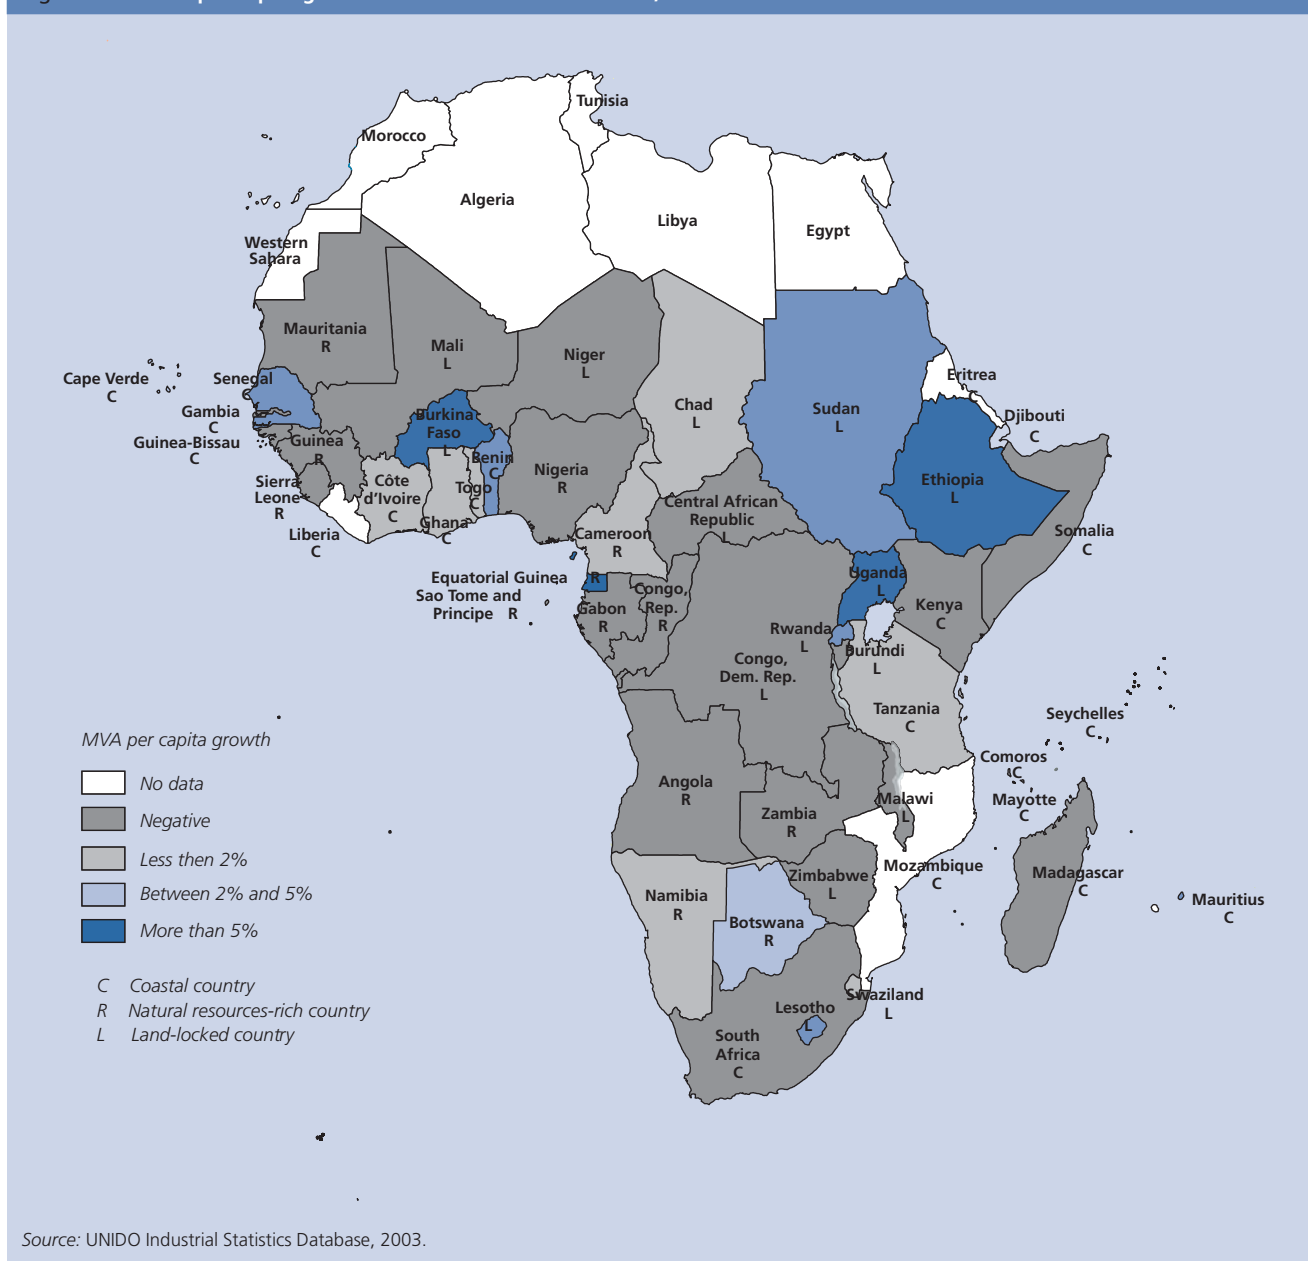 Morocco
Tunisia
Algeria
Libya
Egypt
Western
Sahara
Mauritania
R
Mali
L
Niger
L
Chad
L
Sudan
L
Eritrea
C
Djibouti
C
Cape Verde
C
Senegal
C
Gambia
C
Guinea-Bissau
C
Guinea
R
Burkina
Faso
L
Benin
C
Togo
C
Nigeria
R
Ethiopia
L
Somalia
C
Sierra
Leone
R
Liberia
C
Côte
d'Ivoire
C
Ghana
C
Cameroon
R
Central African
Republic
L
Equatorial Guinea
R
Sao Tome and
Principe R
Gabon
R
Congo,
Rep.
R
Uganda
L
Kenya
C
Rwanda
L
Burundi
L
Congo,
Dem. Rep.
L
Tanzania
C
Seychelles
C
Comoros
C
Mayotte
C
Angola
R
Zambia
R
Malawi
L
Mozambique
C
Madagascar
C
Mauritius
C
Namibia
R
Botswana
R
Zimbabwe
L
Swaziland
L
Lesotho
L
South
Africa
C
MVA per capita growth
No data
Negative
Less then 2%
Between 2% and 5%
More than 5%
C Coastal country
R Natural resources-rich country
L Land-locked country
Source: UNIDO Industrial Statistics Database, 2003.